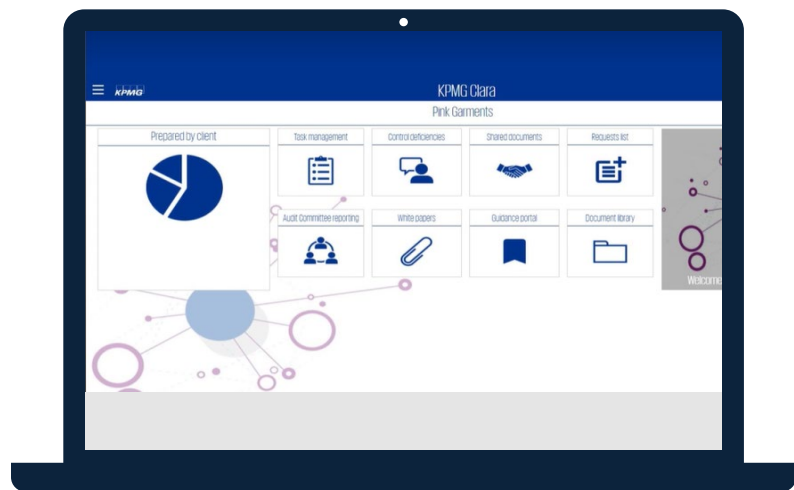 KPMG
KPMG Clara
Pink Garments
Prepared by client
Task management
Control deficiencies
Shared documents
Requests list
Audit Committee reporting
White papers
Guidance portal
Document library
Welcome